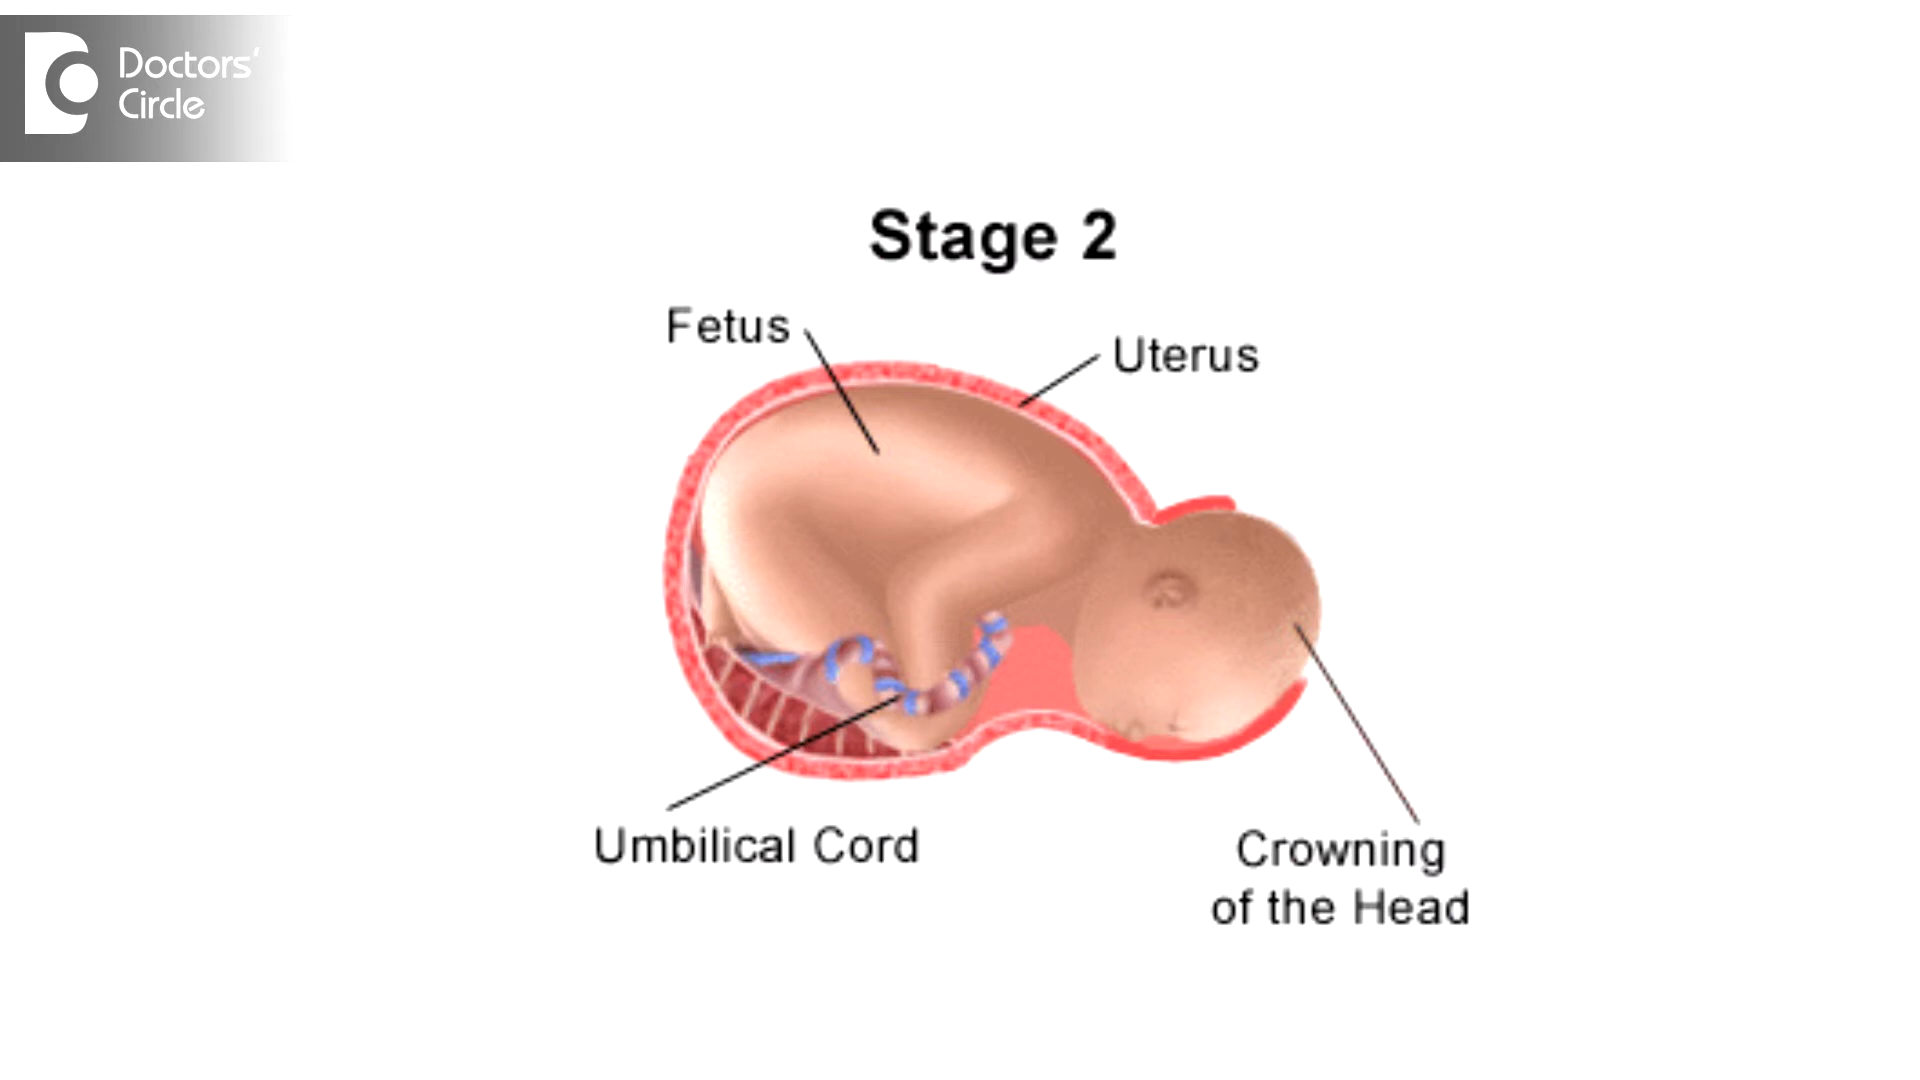 Doctors'
Circle
Stage 2
Fetus
Uterus
Umbilical Cord
Crowning
of the Head